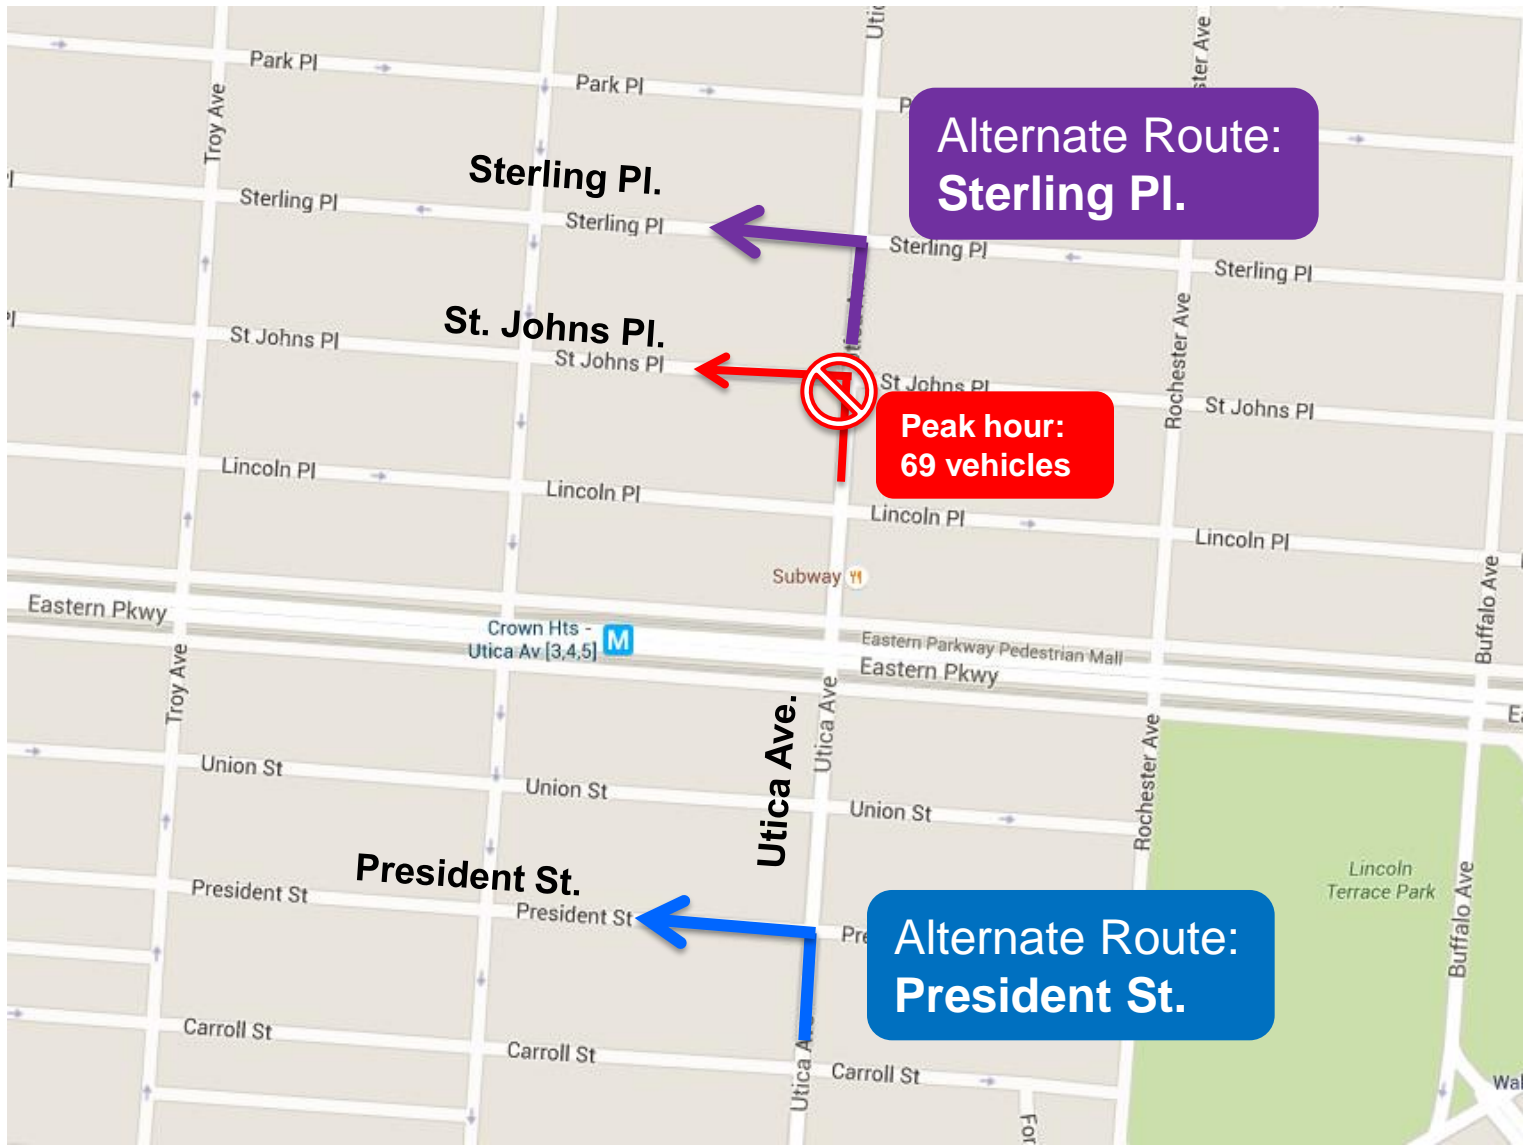 Park Pl
Park Pl
Troy Ave
Alternate Route:
Sterling Pl.
Sterling Pl.
Sterling Pl
Sterling Pl
Sterling Pl
Sterling Pl
St. Johns Pl.
St Johns Pl
St Johns Pl
St Johns Pl
St Johns Pl
Rochester Ave
Peak hour:
69 vehicles
Lincoln Pl
Lincoln Pl
Lincoln Pl
Lincoln Pl
Subway
Eastern Pkwy
Crown Hts -
Utica Av [3,4,5]
M
Eastern Parkway Pedestrian Mall
Eastern Pkwy
Buffalo Ave
Troy Ave
Utica Ave.
Utica Ave
Rochester Ave
Union St
Union St
Union St
President St.
President St
President St
Alternate Route:
President St.
Lincoln
Terrace Park
Buffalo Ave
Carroll St
Carroll St
Carroll St
Utica Ave